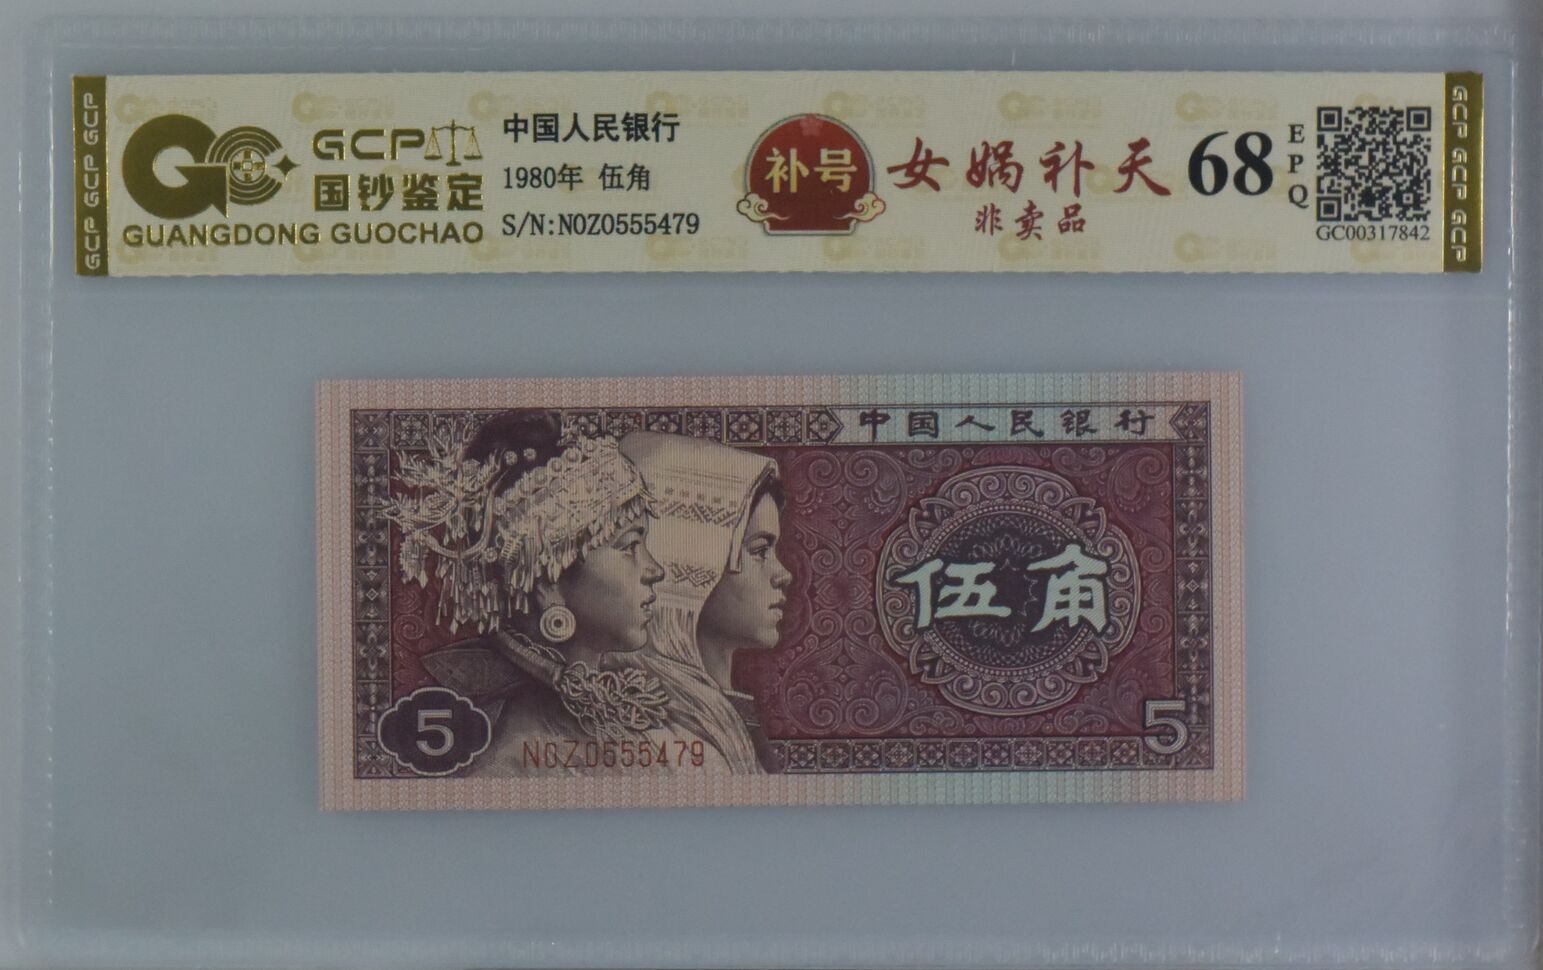 GCP GCP GCP
GCP
国钞鉴定
GUANGDONG GUOCHAO
中国人民银行
1980年 伍角
S/N:N0Z0555479
补号
女娲补天
非卖品
68
EPQ
GC00317842
GCP GCP GCP
中国人民银行
伍角
5
N0Z0555479
5